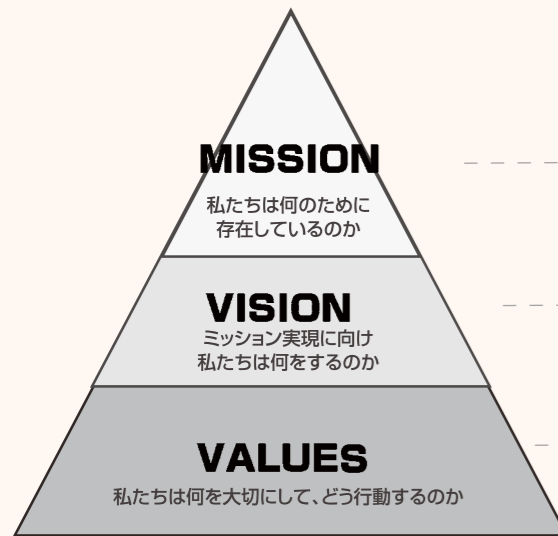 MISSION
私たちは何のために
存在しているのか
VISION
ミッション実現に向け
私たちは何をするのか
VALUES
私たちは何を大切にして、どう行動するのか